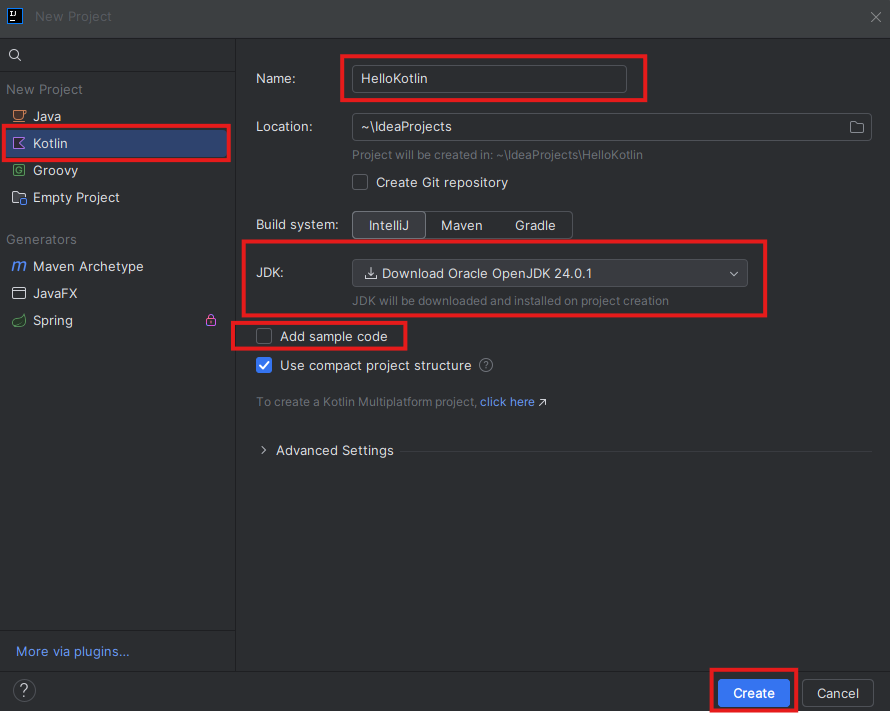 New Project
New Project
Java
Kotlin
Groovy
Empty Project
Generators
Maven Archetype
JavaFX
Spring
More via plugins...
Name: HelloKotlin
Location: ~\IdeaProjects
Project will be created in: ~\IdeaProjects\HelloKotlin
Create Git repository
Build system: IntelliJ Maven Gradle
JDK: Download Oracle OpenJDK 24.0.1
JDK will be downloaded and installed on project creation
Add sample code
Use compact project structure ?
To create a Kotlin Multiplatform project, click here ↗
Advanced Settings
? Create Cancel